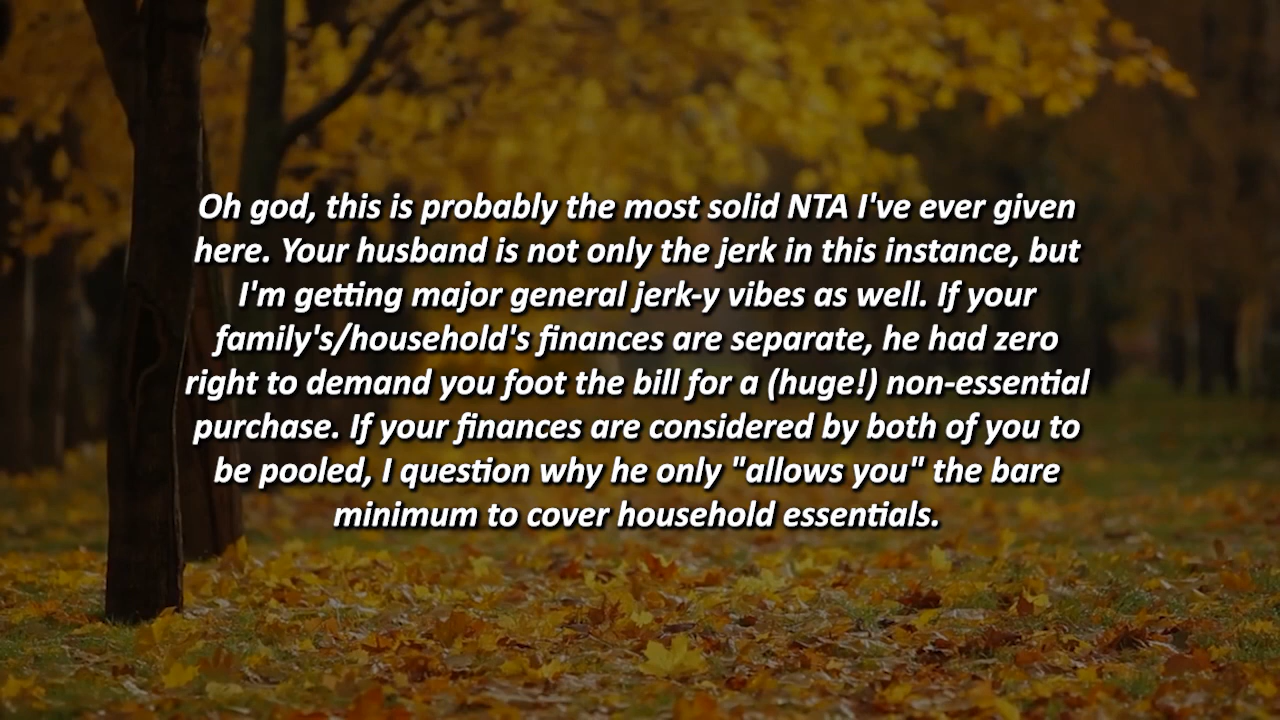 Oh god, this is probably the most solid NTA I've ever given
here. Your husband is not only the jerk in this instance, but
I'm getting major general jerk-y vibes as well. If your
family's/household's finances are separate, he had zero
right to demand you foot the bill for a (huge!) non-essential
purchase. If your finances are considered by both of you to
be pooled, I question why he only "allows you" the bare
minimum to cover household essentials.